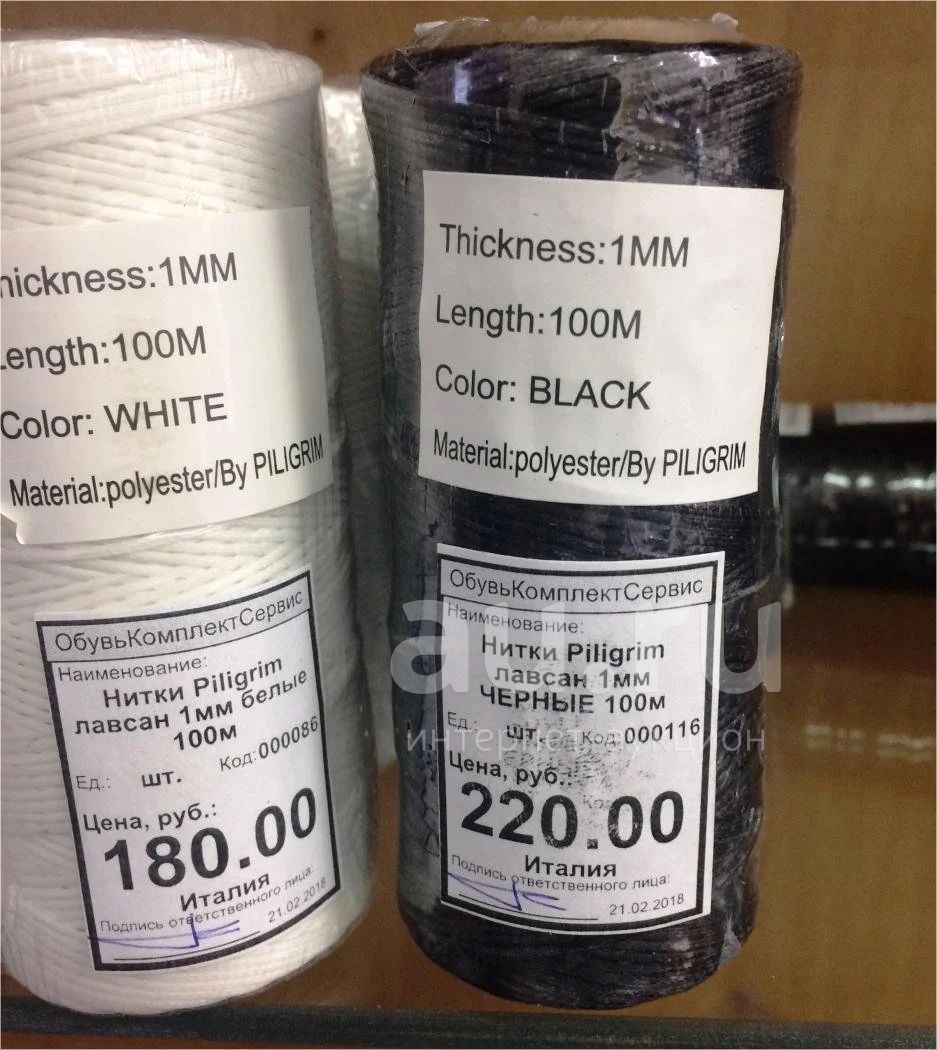 hickness:1MM
Length:100M
Color: WHITE
Material:polyester/By PILIGRIM
ОбувьКомплектСервис
Наименование:
Нитки Piligrim
лавсан 1мм белые
100м
Ед.: шт. Код:000086
Цена, руб.:
180.00
Италия
Подпись ответственного лица:
21.02.2018
Thickness:1MM
Length:100M
Color: BLACK
Material:polyester/By PILIGRIM
ОбувьКомплектСервис
Наименование:
Нитки Piligrim
лавсан 1мм
ЧЕРНЫЕ 100м
Ед.: шт. Код:000116
Цена, руб.:
220.00
Италия
Подпись ответственного лица:
21.02.2018
au.ru
интернет аукцион